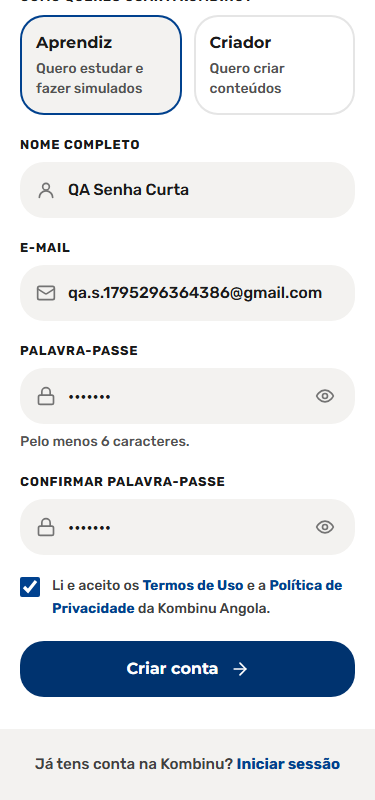 Aprendiz
Quero estudar e
fazer simulados
Criador
Quero criar
conteúdos
NOME COMPLETO
QA Senha Curta
E-MAIL
qa.s.1795296364386@gmail.com
PALAVRA-PASSE
•••••••
Pelo menos 6 caracteres.
CONFIRMAR PALAVRA-PASSE
•••••••
Li e aceito os Termos de Uso e a Política de
Privacidade da Kombinu Angola.
Criar conta →
Já tens conta na Kombinu? Iniciar sessão